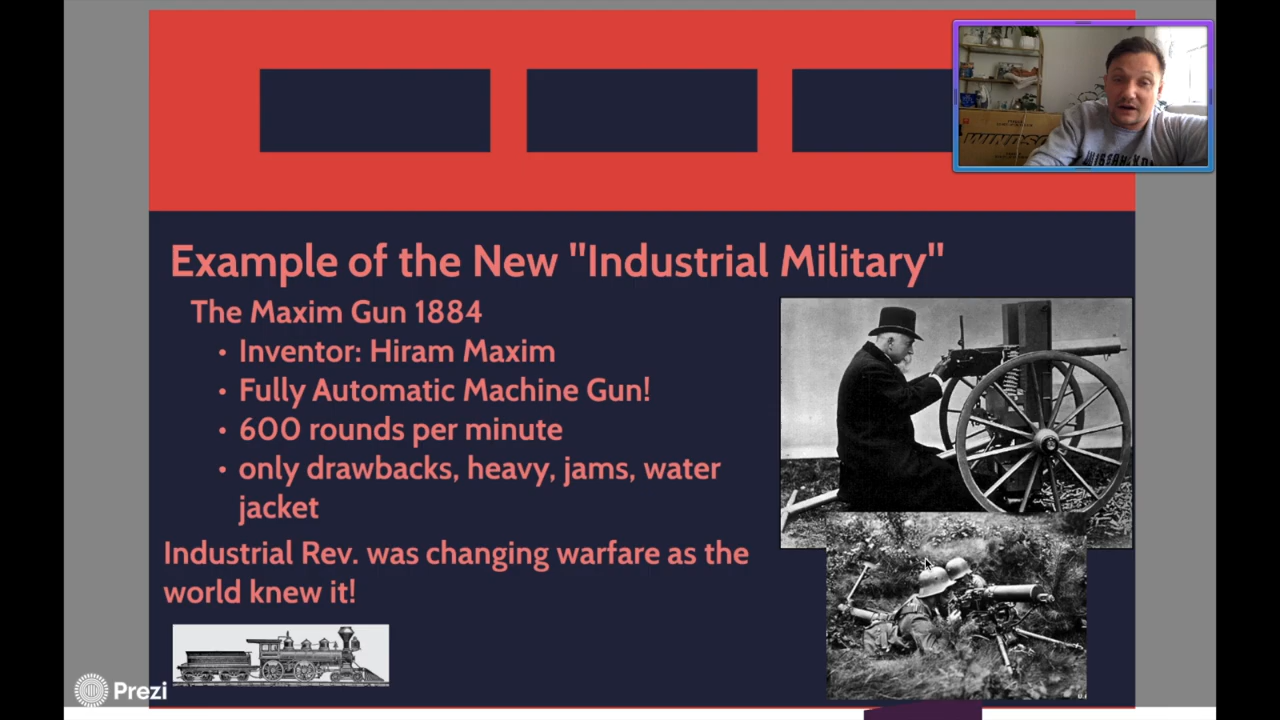 Example of the New "Industrial Military"
The Maxim Gun 1884
• Inventor: Hiram Maxim
• Fully Automatic Machine Gun!
• 600 rounds per minute
• only drawbacks, heavy, jams, water
jacket
Industrial Rev. was changing warfare as the
world knew it!
Prezi